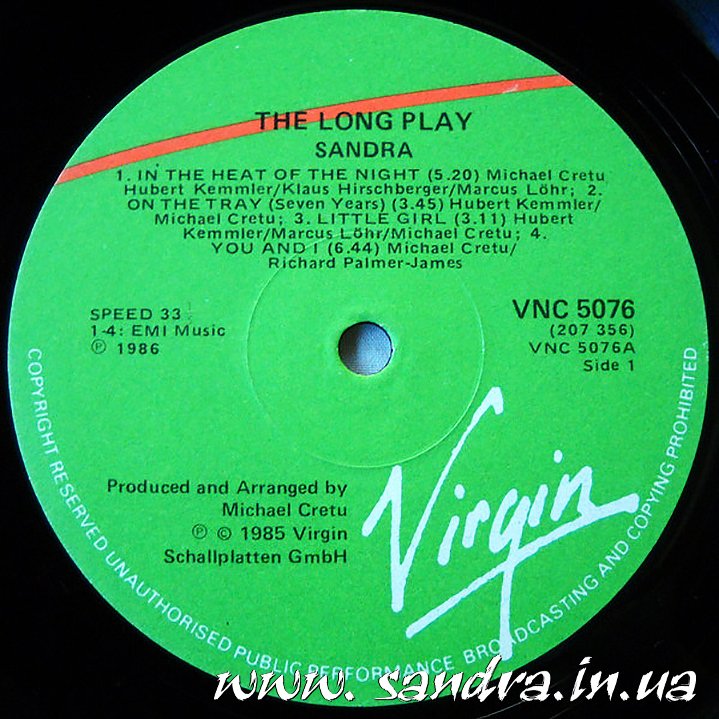 THE LONG PLAY
SANDRA
1. IN THE HEAT OF THE NIGHT (5.20) Michael Cretu
Hubert Kemmler/Klaus Hirschberger/Marcus Löhr; 2.
ON THE TRAY (Seven Years) (3.45) Hubert Kemmler/
Michael Cretu; 3. LITTLE GIRL (3.11) Hubert
Kemmler/Marcus Löhr/Michael Cretu; 4.
YOU AND I (6.44) Michael Cretu/
Richard Palmer-James
SPEED 33
1-4: EMI Music
℗ 1986
VNC 5076
(207 356)
VNC 5076A
Side 1
Produced and Arranged by
Michael Cretu
℗ © 1985 Virgin
Schallplatten GmbH
Virgin
COPYRIGHT RESERVED UNAUTHORISED PUBLIC PERFORMANCE BROADCASTING AND COPYING PROHIBITED
www.sandra.in.ua